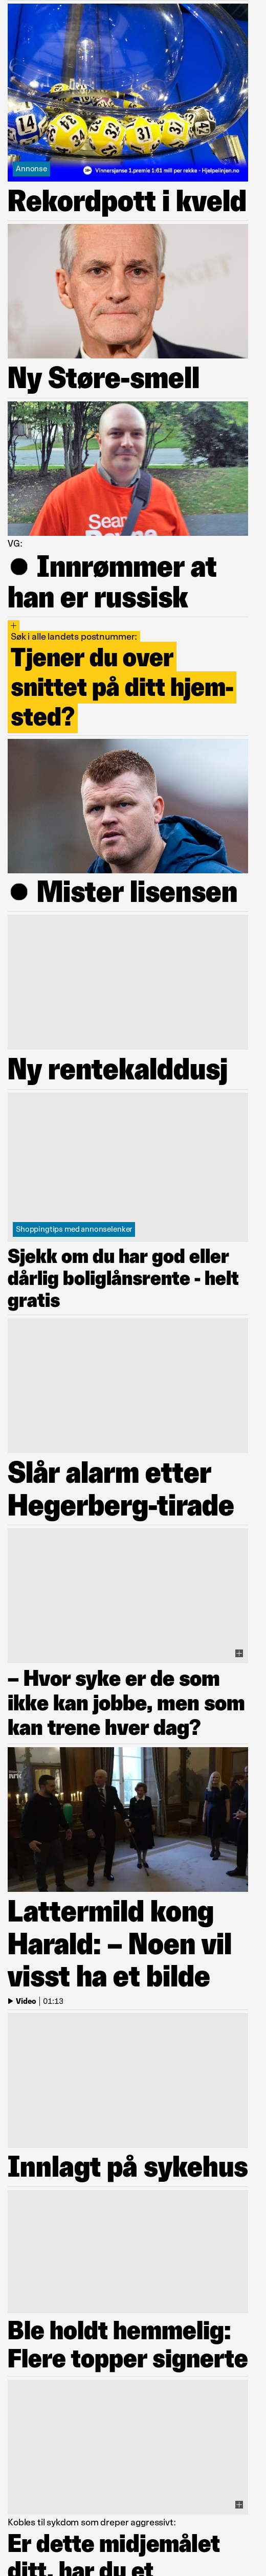 14
31
Annonse
Vinnersjanse 1.premie 1:61 mill per rekke - Hjelpelinjen.no
Rekordpott i kveld
Ny Støre-smell
VG:
● Innrømmer at
han er russisk
+
Søk i alle landets postnummer:
Tjener du over
snittet på ditt hjem-
sted?
● Mister lisensen
Ny rentekalddusj
Shoppingtips med annonselenker
Sjekk om du har god eller
dårlig boliglånsrente - helt
gratis
Slår alarm etter
Hegerberg-tirade
– Hvor syke er de som
ikke kan jobbe, men som
kan trene hver dag?
Lattermild kong
Harald: – Noen vil
visst ha et bilde
Video | 01:13
Innlagt på sykehus
Ble holdt hemmelig:
Flere topper signerte
Kobles til sykdom som dreper aggressivt:
Er dette midjemålet
ditt, har du et